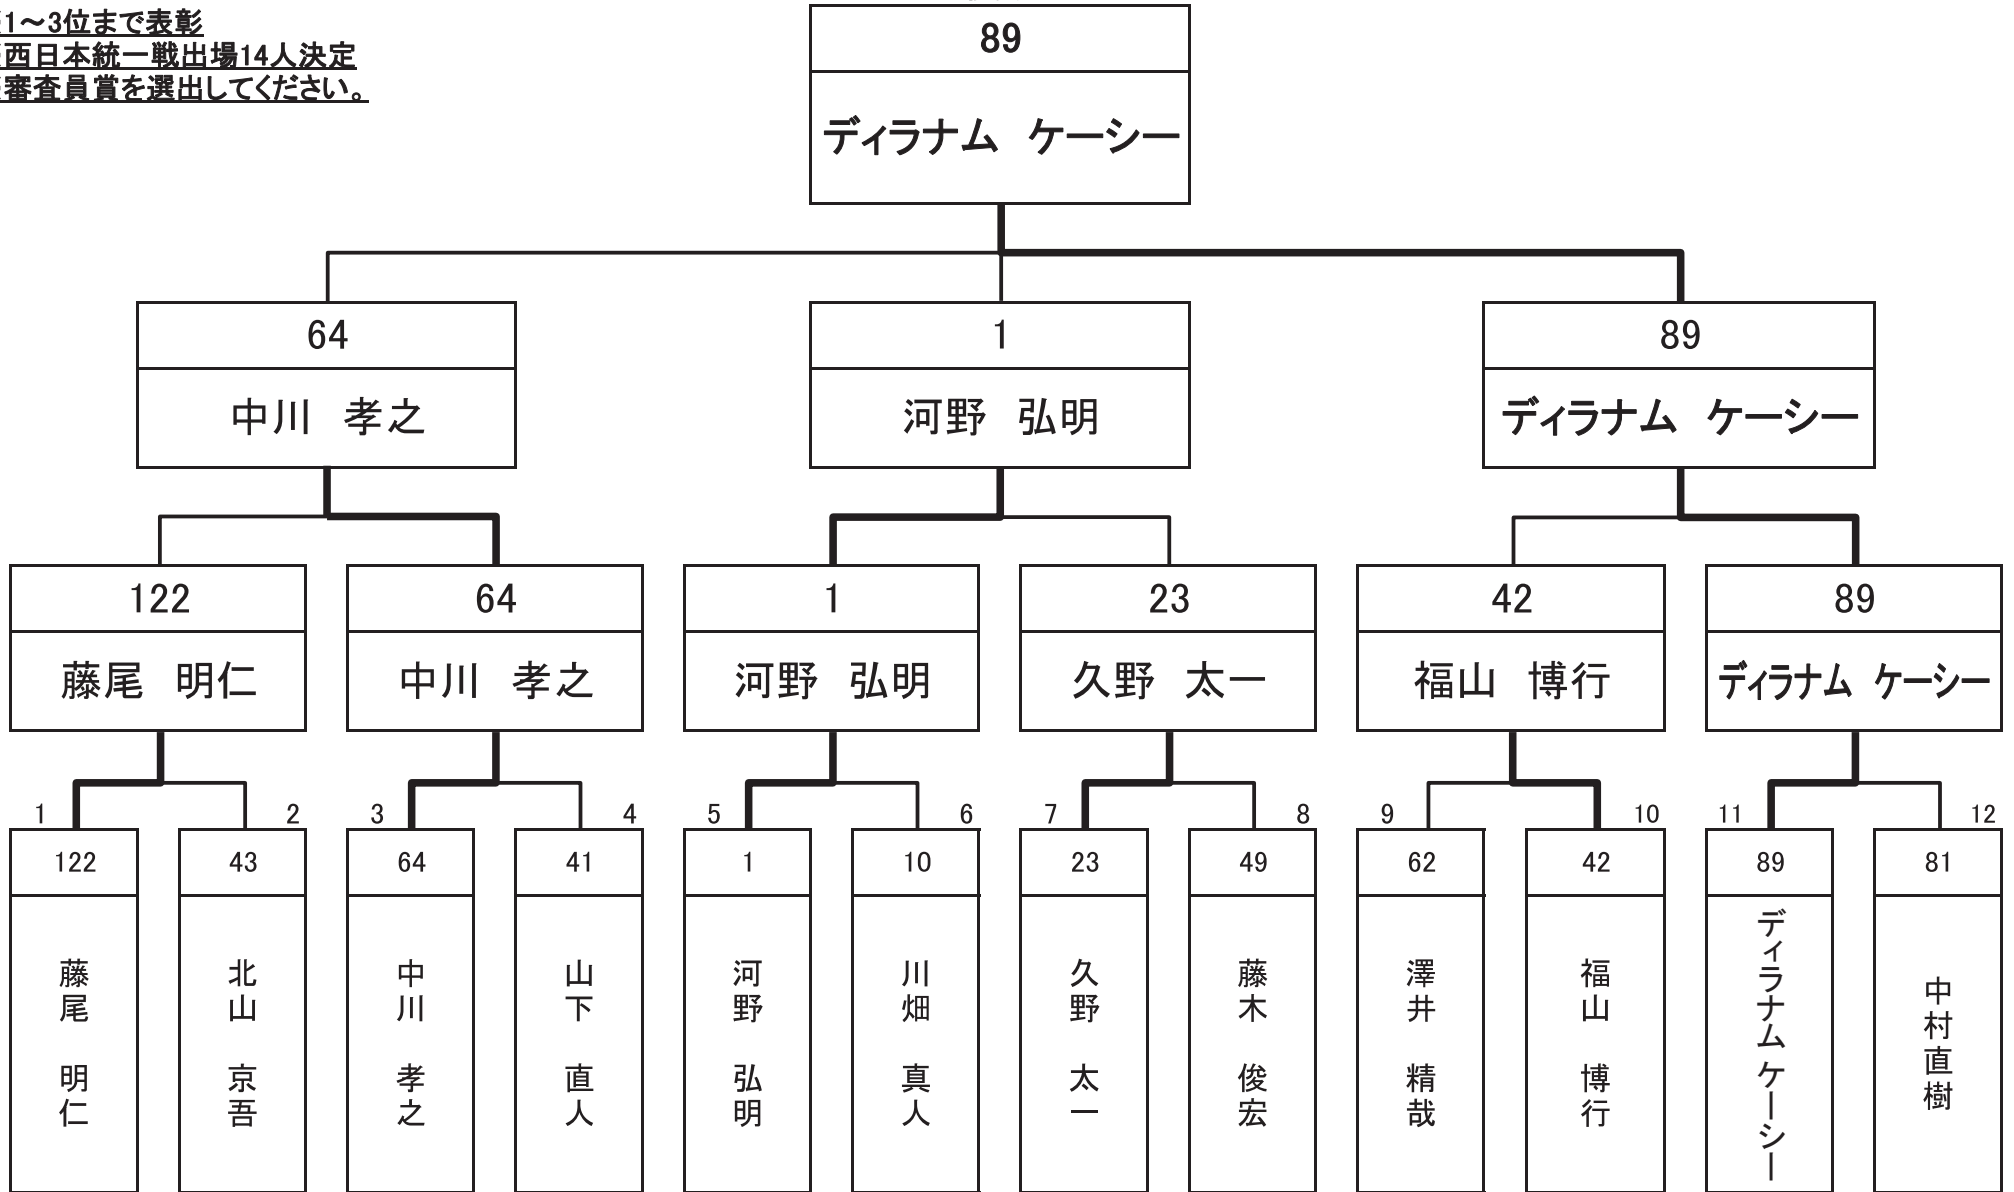 1～3位まで表彰
西日本統一戦出場14人決定
審査員賞を選出してください。
89
ディラナム　ケーシー
64
1
89
中川　孝之
河野　弘明
ディラナム　ケーシー
122
64
1
23
42
89
藤尾　明仁
中川　孝之
河野　弘明
久野　太一
福山　博行
ディラナム　ケーシー
1
2
3
4
5
6
7
8
9
10
11
12
122
43
64
41
1
10
23
49
62
42
89
81
藤尾　明仁
北山　京吾
中川　孝之
山下　直人
河野　弘明
川畑　真人
久野　太一
藤木　俊宏
澤井　精哉
福山　博行
ディラナム　ケーシー
中村直樹